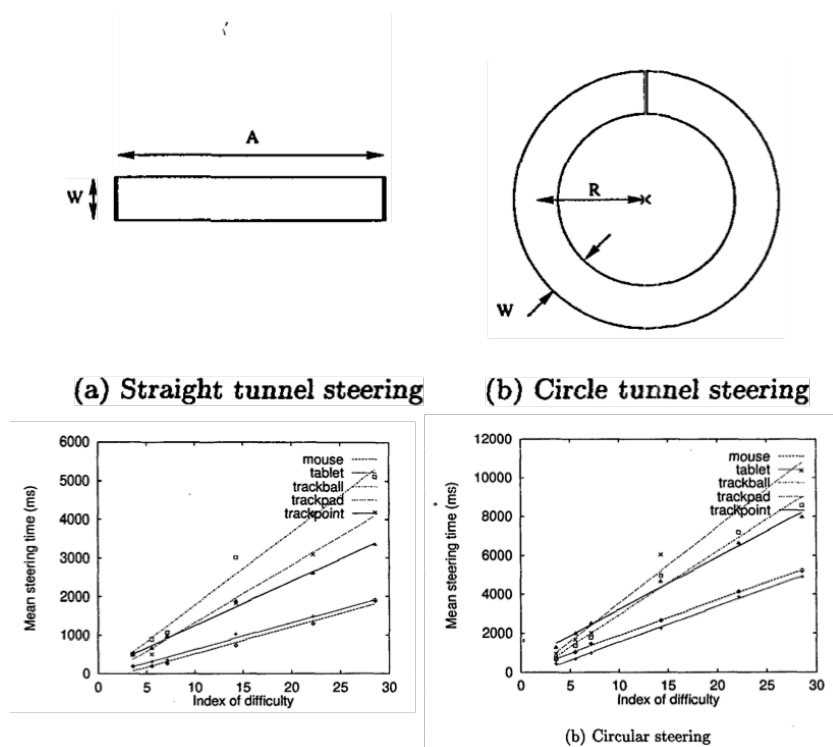 A
W
R
W
(a) Straight tunnel steering
(b) Circle tunnel steering
6000
5000
4000
3000
2000
1000
0
Mean steering time (ms)
mouse
tablet
trackball
trackpad
trackpoint
0 5 10 15 20 25 30
Index of difficulty
12000
10000
8000
6000
4000
2000
0
Mean steering time (ms)
mouse
tablet
trackball
trackpad
trackpoint
0 5 10 15 20 25 30
Index of difficulty
(b) Circular steering